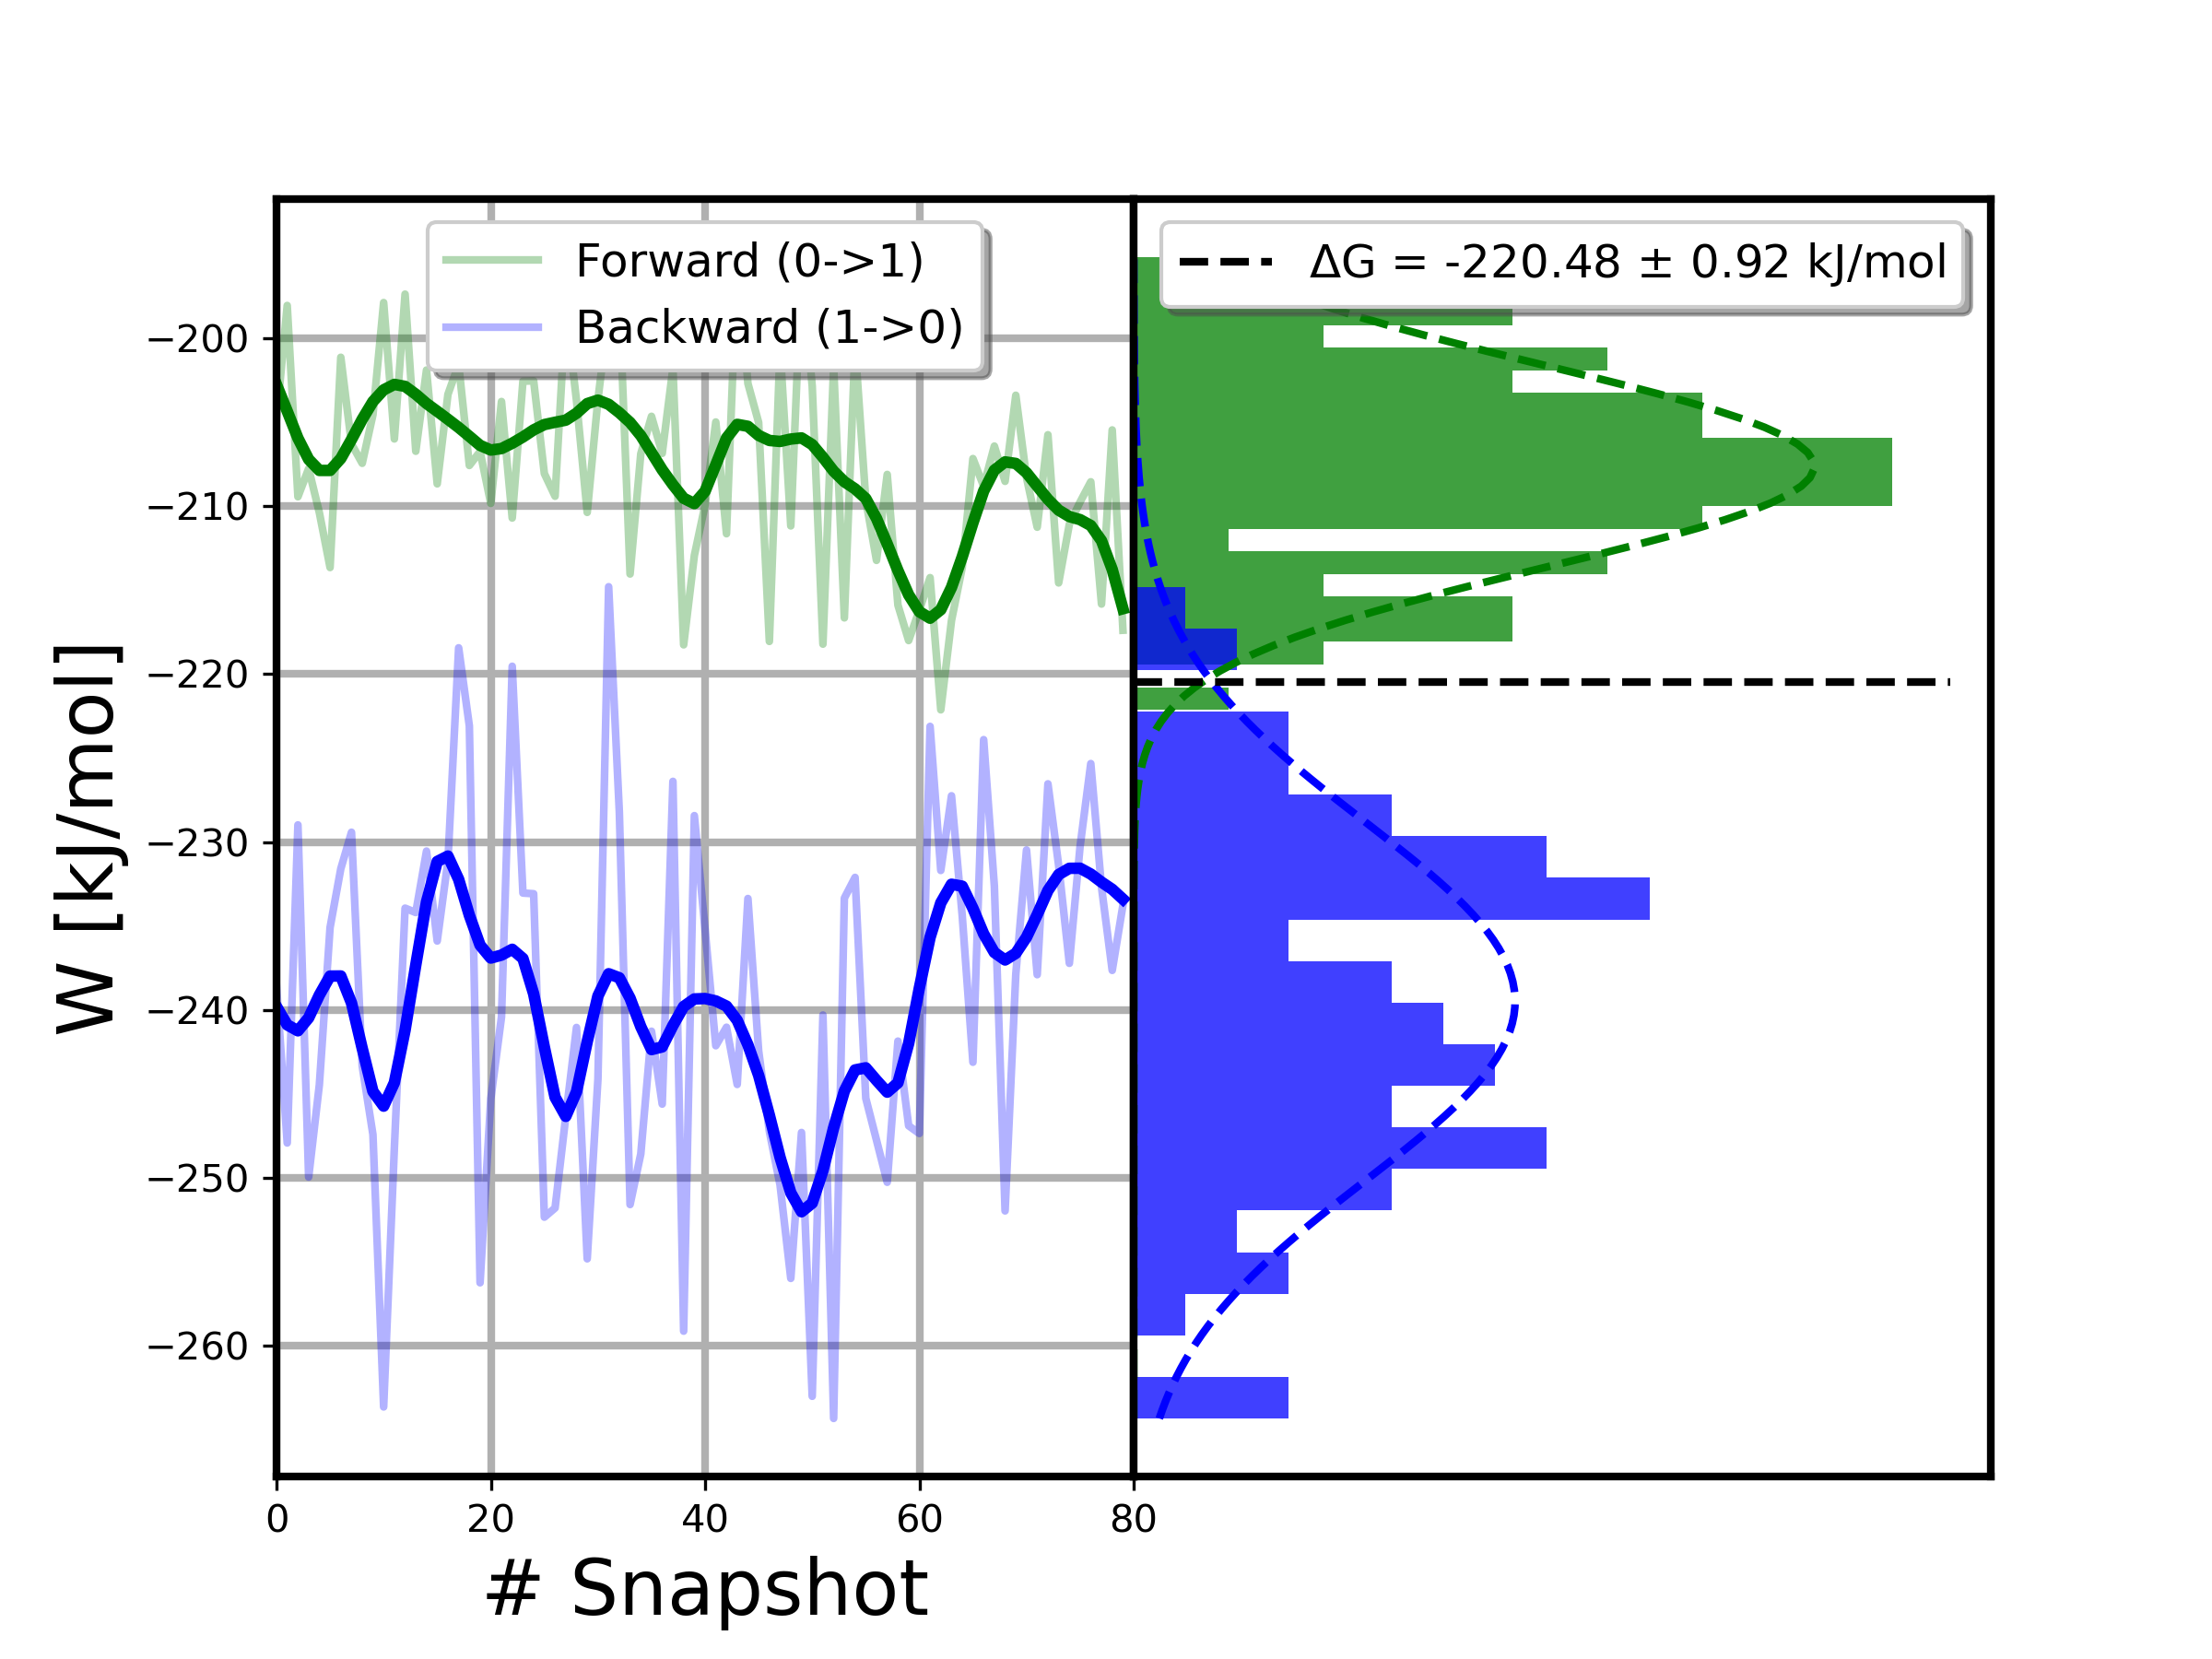 Forward (0->1)
Backward (1->0)
ΔG = -220.48 ± 0.92 kJ/mol
W [kJ/mol]
−200
−210
−220
−230
−240
−250
−260
0 20 40 60 80
# Snapshot